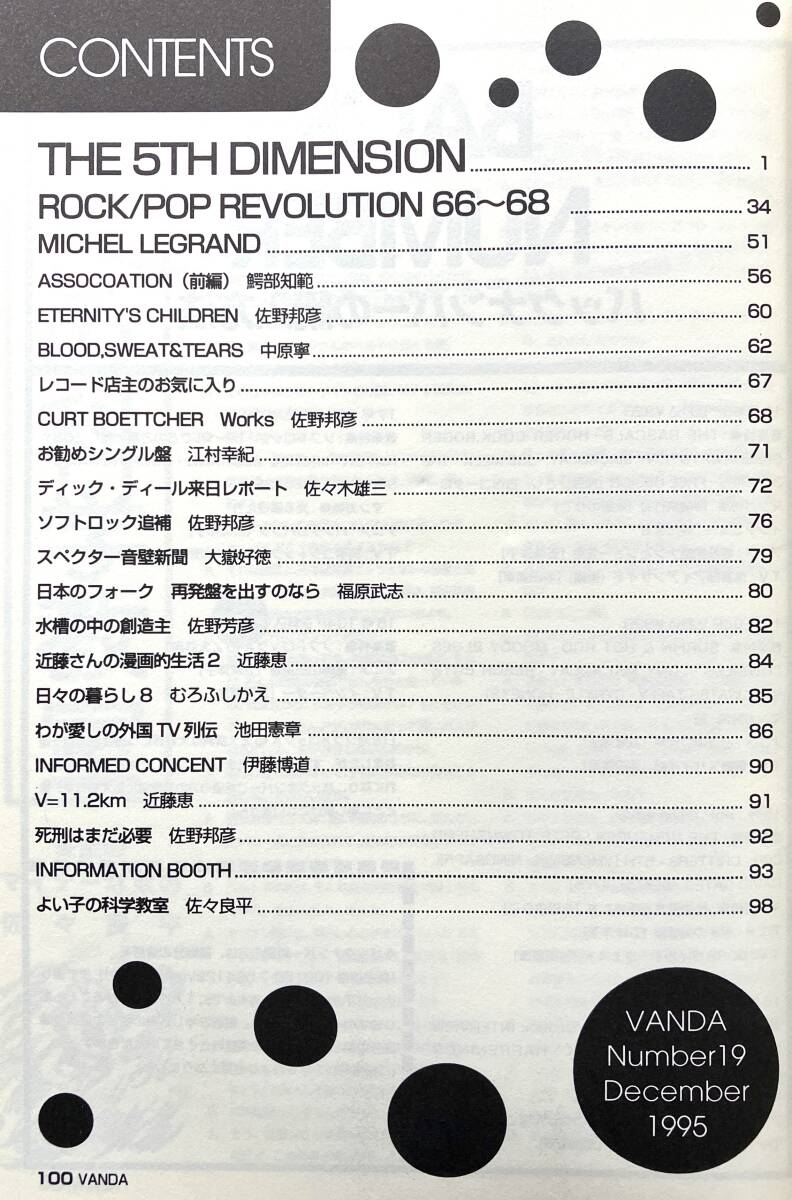 CONTENTS
THE 5TH DIMENSION 1
ROCK/POP REVOLUTION 66〜68 34
MICHEL LEGRAND 51
ASSOCOATION（前編） 鰐部知範 56
ETERNITY'S CHILDREN 佐野邦彦 60
BLOOD,SWEAT&TEARS 中原寧 62
レコード店主のお気に入り 67
CURT BOETTCHER Works 佐野邦彦 68
お勧めシングル盤 江村幸紀 71
ディック・ディール来日レポート 佐々木雄三 72
ソフトロック追補 佐野邦彦 76
スペクター音壁新聞 大嶽好徳 79
日本のフォーク 再発盤を出すのなら 福原武志 80
水槽の中の創造主 佐野芳彦 82
近藤さんの漫画的生活2 近藤恵 84
日々の暮らし8 むろふしかえ 85
わが愛しの外国TV列伝 池田憲章 86
INFORMED CONCENT 伊藤博道 90
V=11.2km 近藤恵 91
死刑はまだ必要 佐野邦彦 92
INFORMATION BOOTH 93
よい子の科学教室 佐々良平 98
VANDA
Number19
December
1995
100 VANDA